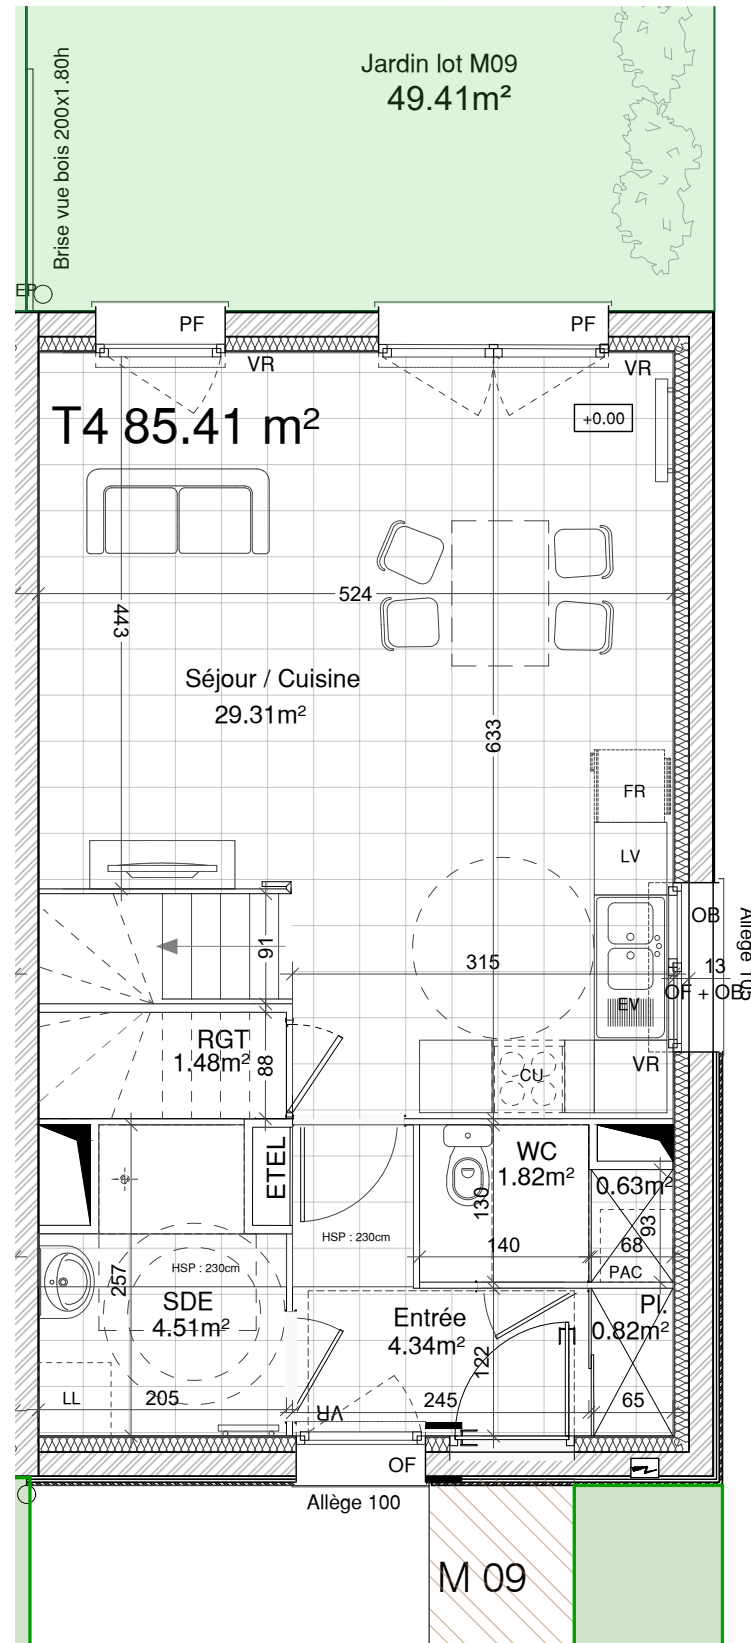 Jardin lot M09
49.41m²
Brise vue bois 200x1.80h
EP
PF
PF
VR
VR
T4 85.41 m²
+0.00
524
443
Séjour / Cuisine
29.31m²
633
FR
LV
OB
Allège 105
91
315
13
EV
OF + OB
RGT
1.48m²
88
CU
VR
ETEL
WC
1.82m²
0.63m²
130
93
HSP : 230cm
140
68
HSP : 230cm
257
PAC
SDE
4.51m²
Entrée
4.34m²
Pl.
0.82m²
122
LL
205
VR
245
65
OF
Allège 100
M 09